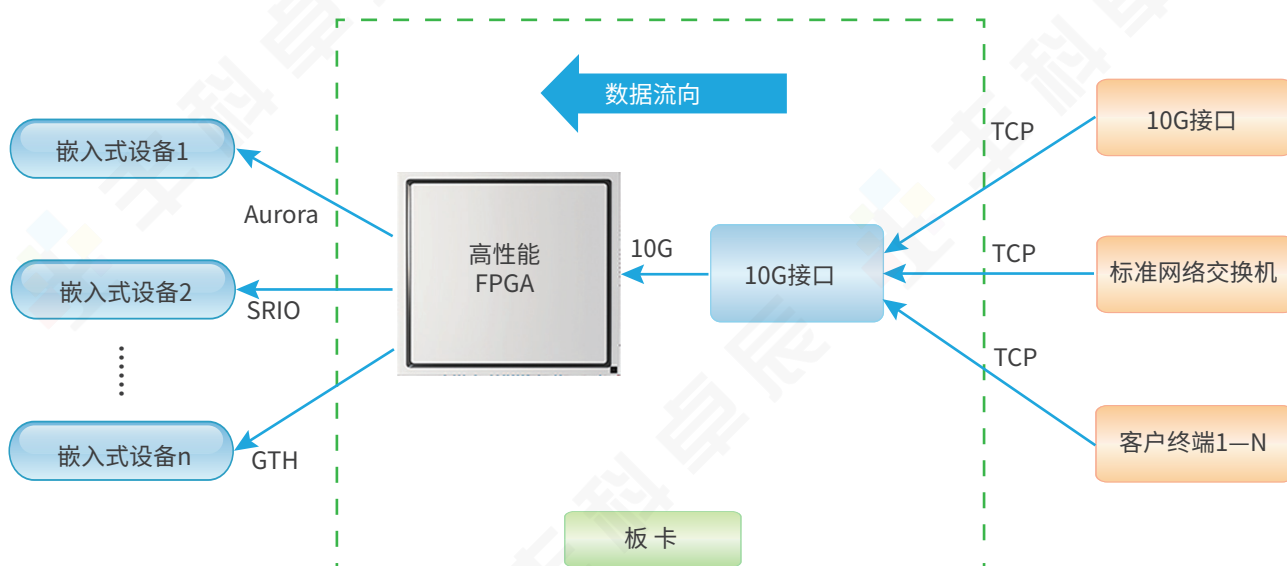 数据流向
嵌入式设备1
Aurora
嵌入式设备2
SRIO
嵌入式设备n
GTH
高性能
FPGA
10G
10G接口
TCP
10G接口
TCP
标准网络交换机
TCP
客户终端1—N
板 卡